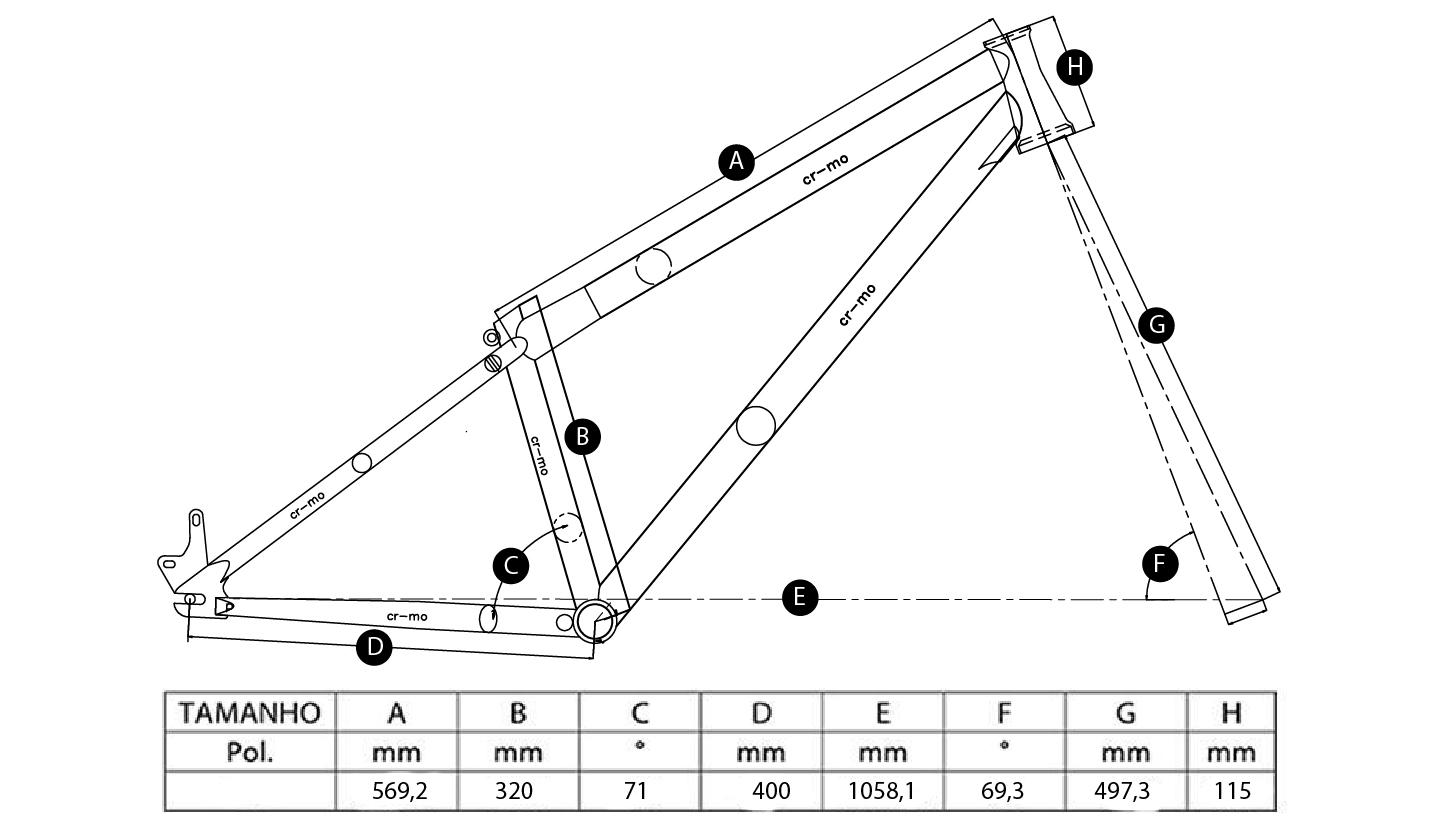 H
A
cr-mo
cr-mo
G
B
cr-mo
cr-mo
C
F
E
cr-mo
D
TAMANHO A B C D E F G H
Pol. mm mm ° mm mm ° mm mm
569,2 320 71 400 1058,1 69,3 497,3 115